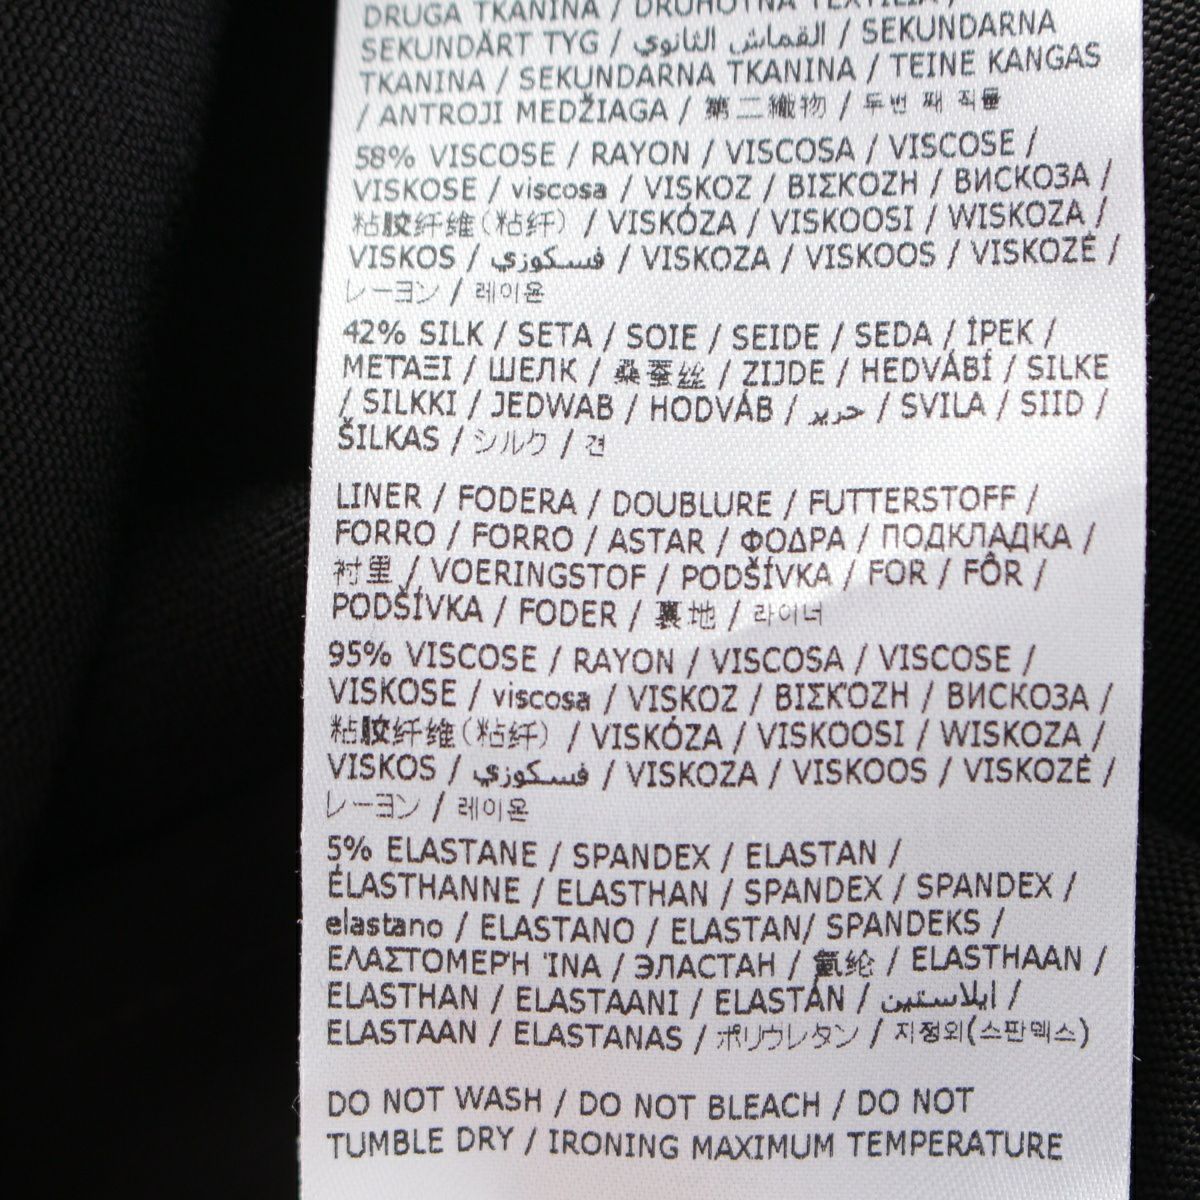 DRUGA TKANINA / DRUHOTNÁ TEXTÍLIA /
SEKUNDÄRT TYG / القماش الثانوي / SEKUNDARNA
TKANINA / SEKUNDARNA TKANINA / TEINE KANGAS
/ ANTROJI MEDŽIAGA / 第二織物 / 두번 째 직물
58% VISCOSE / RAYON / VISCOSA / VISCOSE /
VISKOSE / viscosa / VISKOZ / ΒΙΣΚΌΖΗ / ВИСКОЗА /
粘胶纤维(粘纤) / VISKÓZA / VISKOOSI / WISKOZA /
VISKOS / فسكوزي / VISKOZA / VISKOOS / VISKOZĖ /
レーヨン / 레이온
42% SILK / SETA / SOIE / SEIDE / SEDA / İPEK /
ΜΕΤΆΞΙ / ШЕЛК / 桑蚕丝 / ZIJDE / HEDVÁBÍ / SILKE
/ SILKKI / JEDWAB / HODVÁB / حرير / SVILA / SIID /
ŠILKAS / シルク / 견
LINER / FODERA / DOUBLURE / FUTTERSTOFF /
FORRO / FORRO / ASTAR / ΦΟΔΡΑ / ПОДКЛАДКА /
衬里 / VOERINGSTOF / PODŠÍVKA / FOR / FÔR /
PODŠÍVKA / FODER / 裏地 / 라이너
95% VISCOSE / RAYON / VISCOSA / VISCOSE /
VISKOSE / viscosa / VISKOZ / ΒΙΣΚΌΖΗ / ВИСКОЗА /
粘胶纤维(粘纤) / VISKÓZA / VISKOOSI / WISKOZA /
VISKOS / فسكوزي / VISKOZA / VISKOOS / VISKOZĖ /
レーヨン / 레이온
5% ELASTANE / SPANDEX / ELASTAN /
ÉLASTHANNE / ELASTHAN / SPANDEX / SPANDEX /
elastano / ELASTANO / ELASTAN/ SPANDEKS /
ΕΛΑΣΤΟΜΕΡΉ ΊΝΑ / ЭЛАСТАН / 氨纶 / ELASTHAAN /
ELASTHAN / ELASTAANI / ELASTÁN / ايلاستين /
ELASTAAN / ELASTANAS / ポリウレタン / 지정외(스판덱스)
DO NOT WASH / DO NOT BLEACH / DO NOT
TUMBLE DRY / IRONING MAXIMUM TEMPERATURE